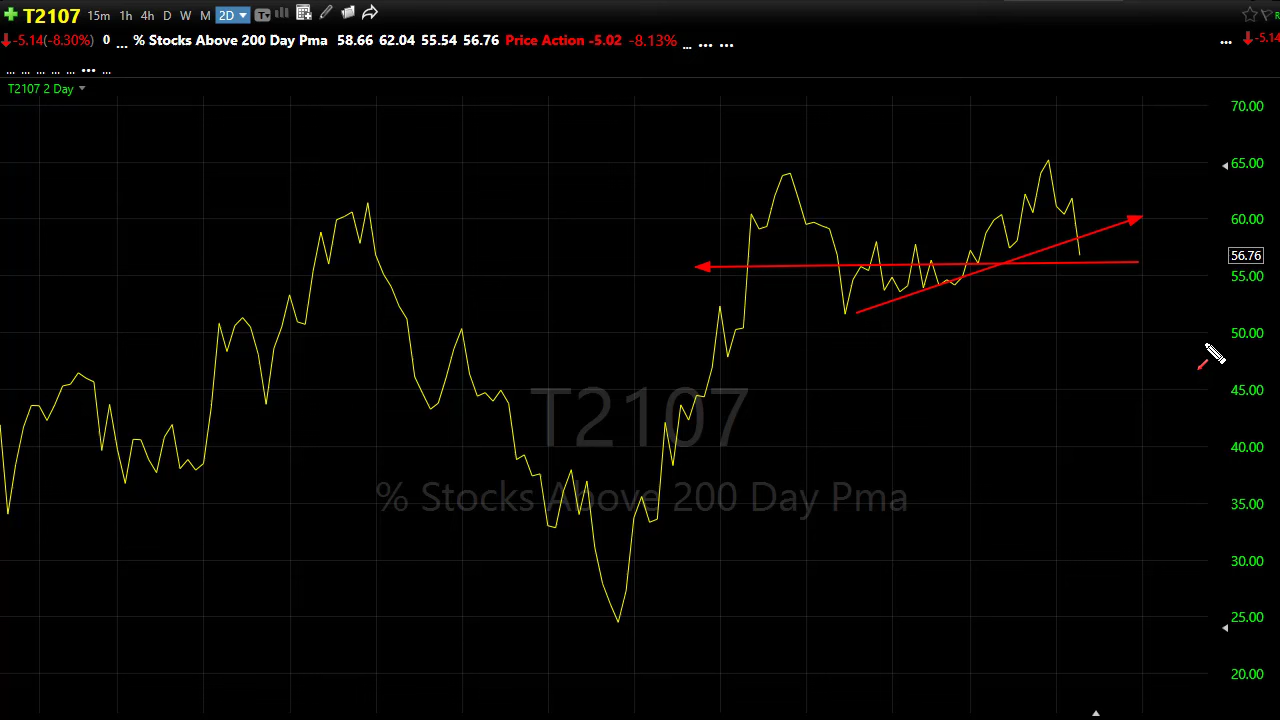 T2107 15m 1h 4h D W M 2D
-5.14(-8.30%) 0 ... % Stocks Above 200 Day Pma 58.66 62.04 55.54 56.76 Price Action -5.02 -8.13% ... ... ... ... -5.14
... ... ... ... ... ... ...
T2107 2 Day
70.00
65.00
60.00
56.76
55.00
50.00
45.00
40.00
35.00
30.00
25.00
20.00
T2107
% Stocks Above 200 Day Pma